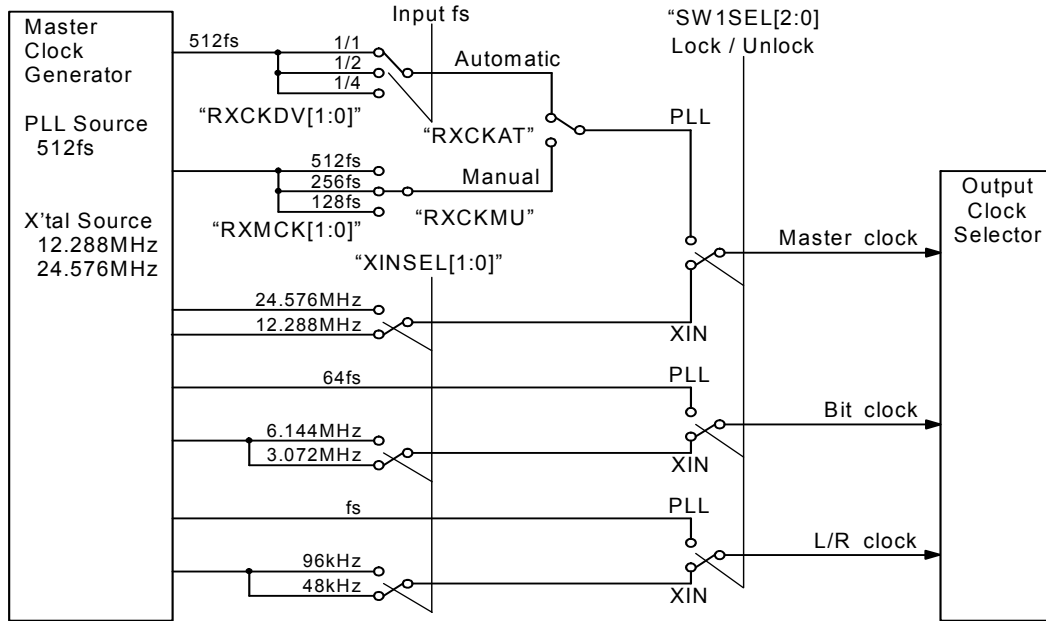 Master
Clock
Generator
PLL Source
512fs
X'tal Source
12.288MHz
24.576MHz
Input fs
512fs
1/1
1/2
1/4
“RXCKDV[1:0]”
Automatic
“RXCKAT”
512fs
256fs
128fs
Manual
“RXMCK[1:0]”
“RXCKMU”
“XINSEL[1:0]”
24.576MHz
12.288MHz
“SW1SEL[2:0]
Lock / Unlock
PLL
XIN
Master clock
64fs
PLL
6.144MHz
3.072MHz
XIN
Bit clock
fs
PLL
96kHz
48kHz
XIN
L/R clock
Output
Clock
Selector